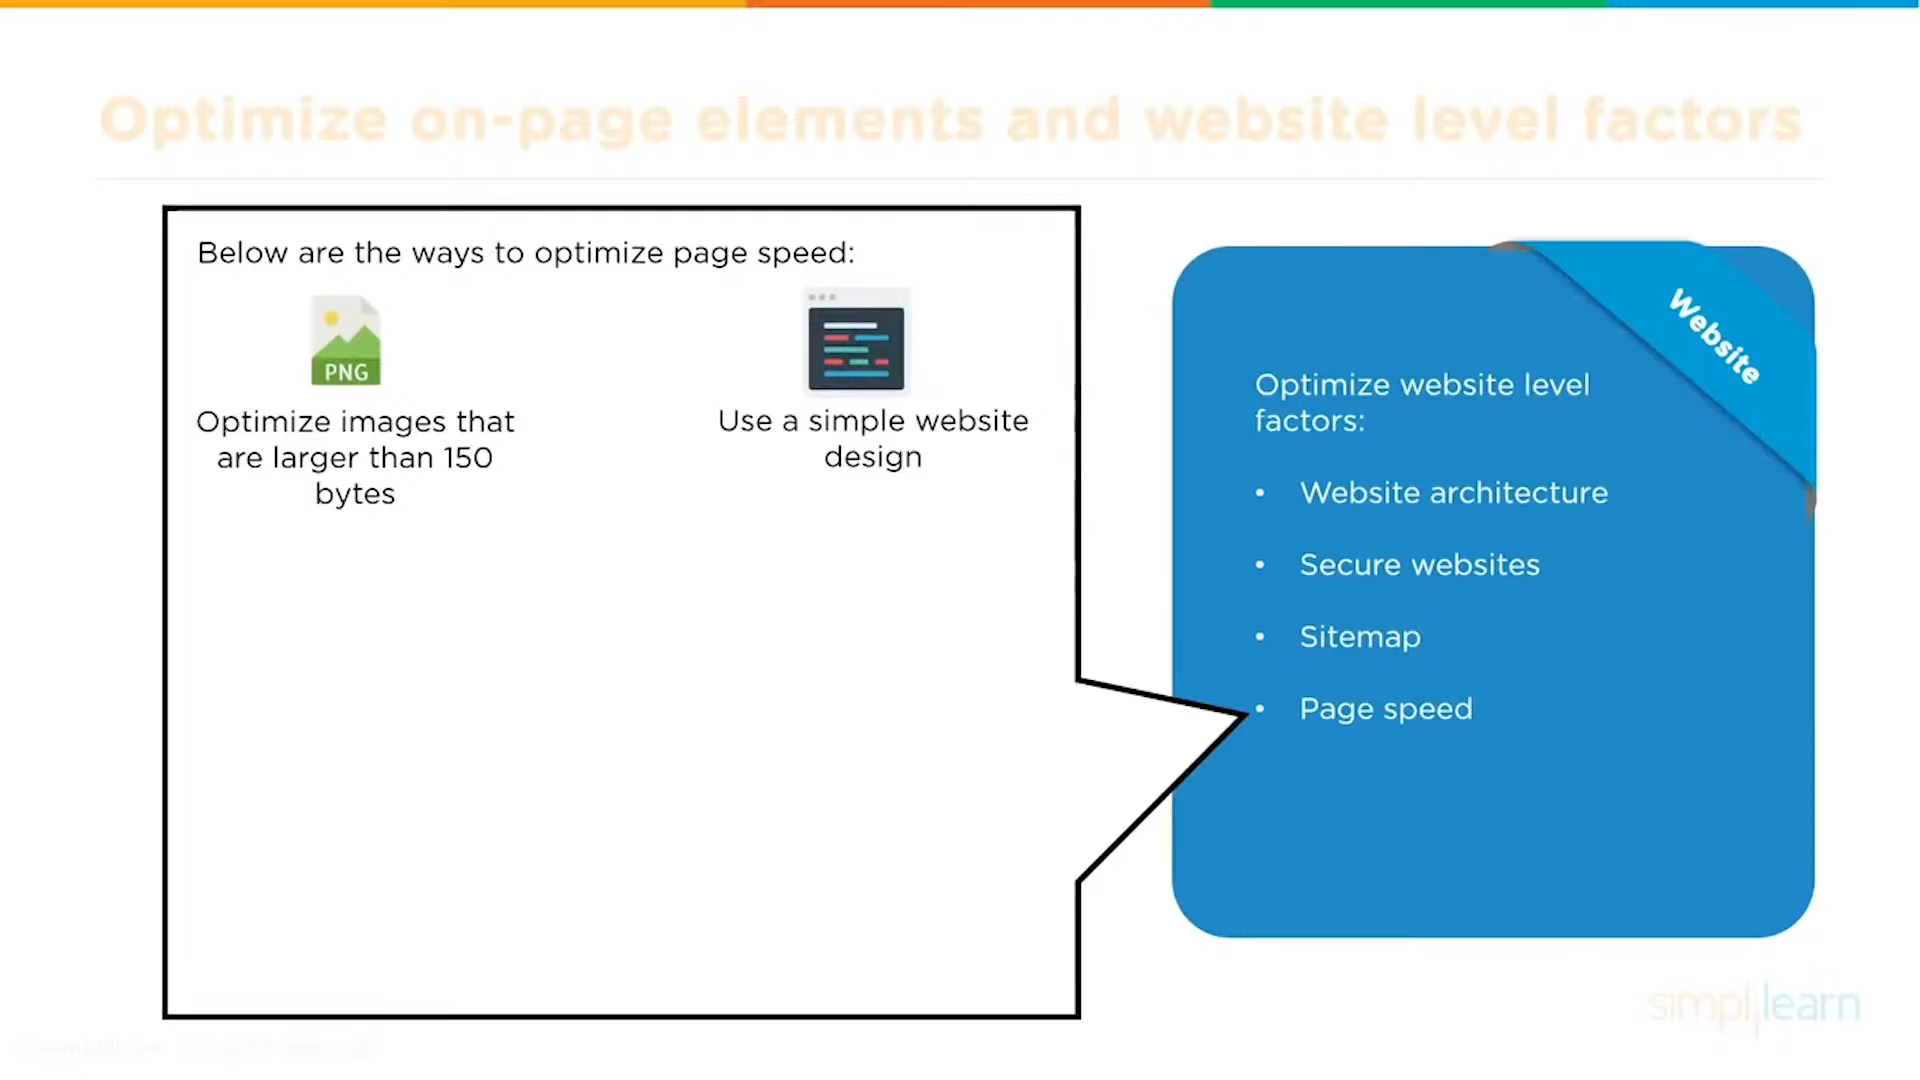 Optimize on-page elements and website level factors
Below are the ways to optimize page speed:
PNG
Optimize images that
are larger than 150
bytes
Use a simple website
design
Website
Optimize website level
factors:
• Website architecture
• Secure websites
• Sitemap
• Page speed
simplilearn